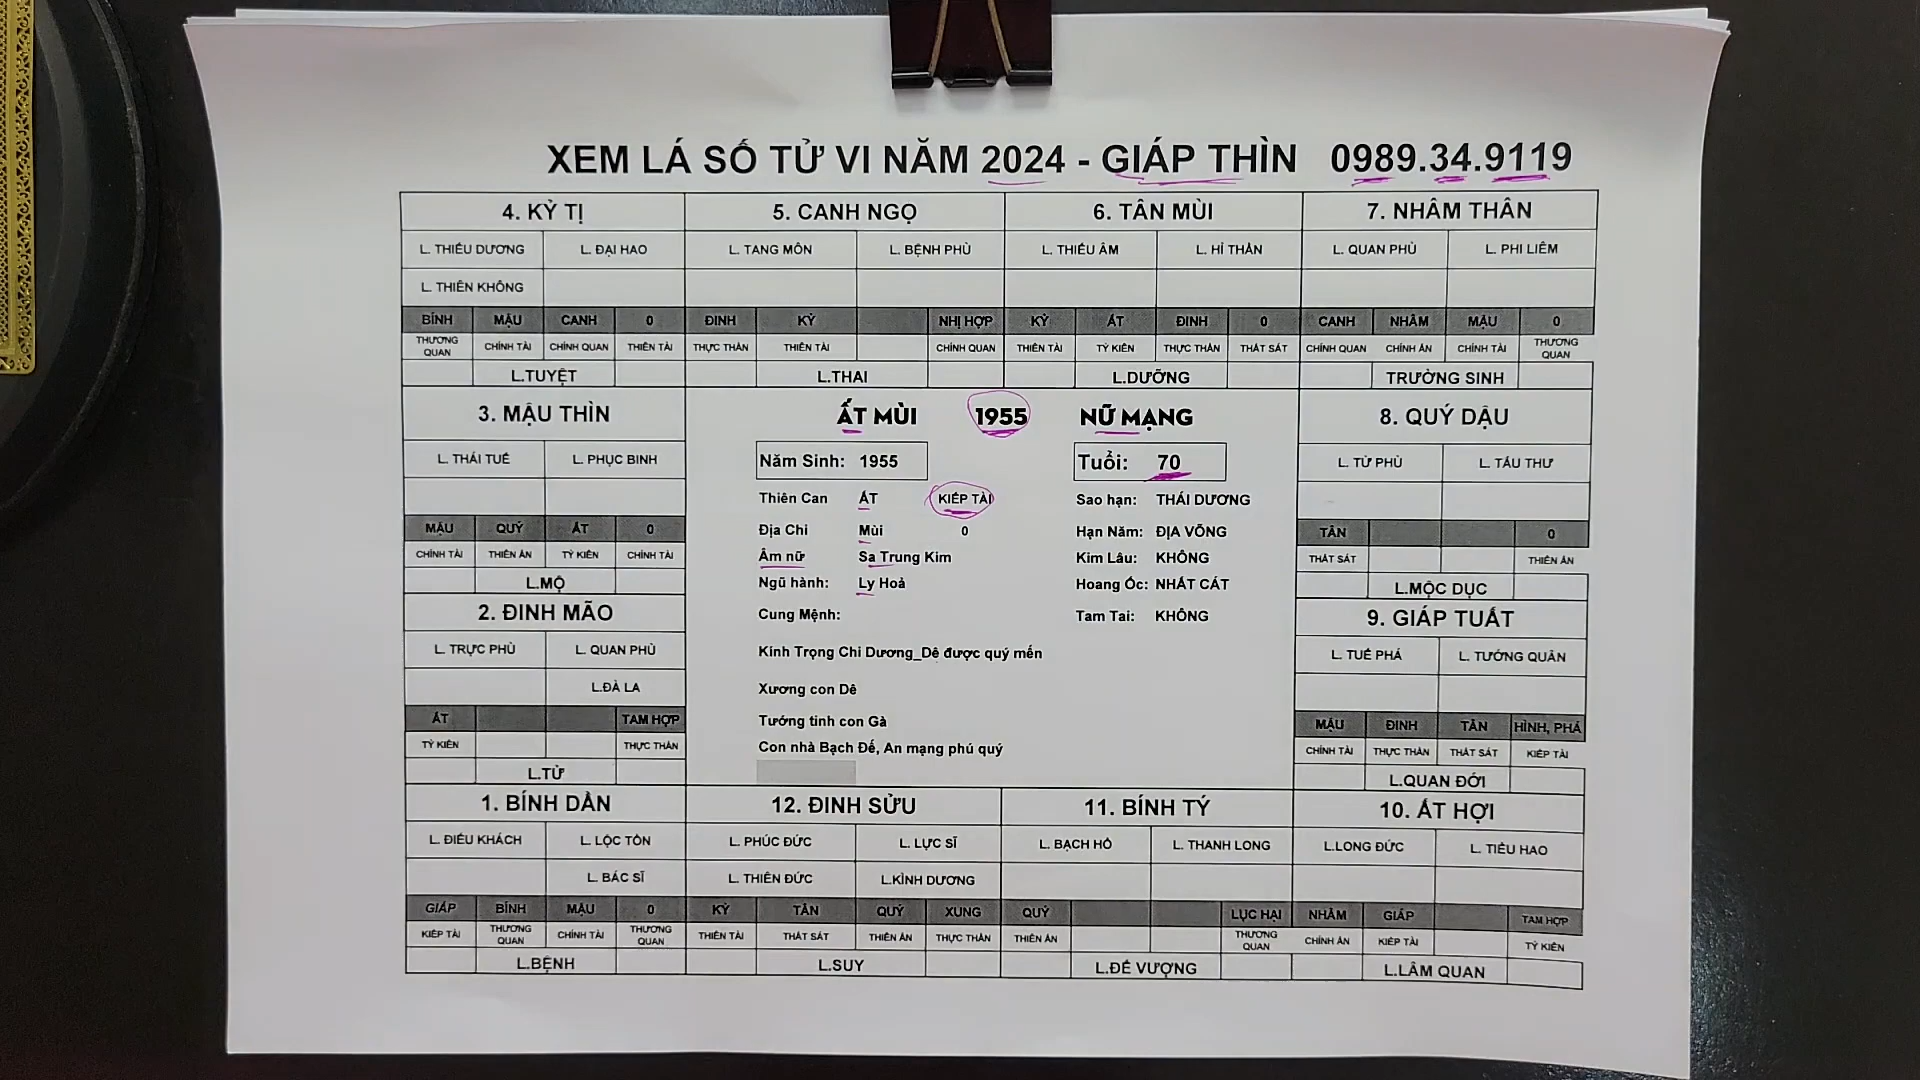 XEM LÁ SỐ TỬ VI NĂM 2024 - GIÁP THÌN 0989.34.9119
4. KỶ TỊ 5. CANH NGỌ 6. TÂN MÙI 7. NHÂM THÂN
L. THIẾU DƯƠNG L. ĐẠI HAO L. TANG MÔN L. BỆNH PHÙ L. THIẾU ÂM L. HỈ THẦN L. QUAN PHÙ L. PHI LIÊM
L. THIÊN KHÔNG
BÍNH MẬU CANH 0 ĐINH KỶ NHỊ HỢP KỶ ẤT ĐINH 0 CANH NHÂM MẬU 0
THƯƠNG QUAN CHÍNH TÀI CHÍNH QUAN THIÊN TÀI THỰC THẦN THIÊN TÀI CHÍNH QUAN THIÊN TÀI TỶ KIÊN THỰC THẦN THẤT SÁT CHÍNH QUAN CHÍNH ẤN CHÍNH TÀI THƯƠNG QUAN
L.TUYỆT L.THAI L.DƯỠNG TRƯỜNG SINH
3. MẬU THÌN
L. THÁI TUẾ L. PHỤC BINH
MẬU QUÝ ẤT 0
CHÍNH TÀI THIÊN ẤN TỶ KIÊN CHÍNH TÀI
L.MỘ
2. ĐINH MÃO
L. TRỰC PHÙ L. QUAN PHỦ
L.ĐÀ LA
ẤT TAM HỢP
TỶ KIÊN THỰC THẦN
L.TỬ
ẤT MÙI 1955 NỮ MẠNG
Năm Sinh: 1955 Tuổi: 70
Thiên Can ẤT KIẾP TÀI Sao hạn: THÁI DƯƠNG
Địa Chi Mùi 0 Hạn Năm: ĐỊA VÕNG
Âm nữ Sa Trung Kim Kim Lâu: KHÔNG
Ngũ hành: Ly Hoả Hoang Ốc: NHẤT CÁT
Cung Mệnh: Tam Tai: KHÔNG
Kính Trọng Chi Dương_Dê được quý mến
Xương con Dê
Tướng tinh con Gà
Con nhà Bạch Đế, An mạng phú quý
8. QUÝ DẬU
L. TỬ PHÙ L. TẤU THƯ
TÂN 0
THẤT SÁT THIÊN ẤN
L.MỘC DỤC
9. GIÁP TUẤT
L. TUẾ PHÁ L. TƯỚNG QUÂN
MẬU ĐINH TÂN HÌNH, PHÁ
CHÍNH TÀI THỰC THẦN THẤT SÁT KIẾP TÀI
L.QUAN ĐỚI
1. BÍNH DẦN 12. ĐINH SỬU 11. BÍNH TÝ 10. ẤT HỢI
L. ĐIẾU KHÁCH L. LỘC TỒN L. PHÚC ĐỨC L. LỰC SĨ L. BẠCH HỔ L. THANH LONG L.LONG ĐỨC L. TIỂU HAO
L. BÁC SĨ L. THIÊN ĐỨC L.KÌNH DƯƠNG
GIÁP BÍNH MẬU 0 KỶ TÂN QUÝ XUNG QUÝ LỤC HẠI NHÂM GIÁP TAM HỢP
KIẾP TÀI THƯƠNG QUAN CHÍNH TÀI THƯƠNG QUAN THIÊN TÀI THẤT SÁT THIÊN ẤN THỰC THẦN THIÊN ẤN THƯƠNG QUAN CHÍNH ẤN KIẾP TÀI TỶ KIÊN
L.BỆNH L.SUY L.ĐẾ VƯỢNG L.LÂM QUAN